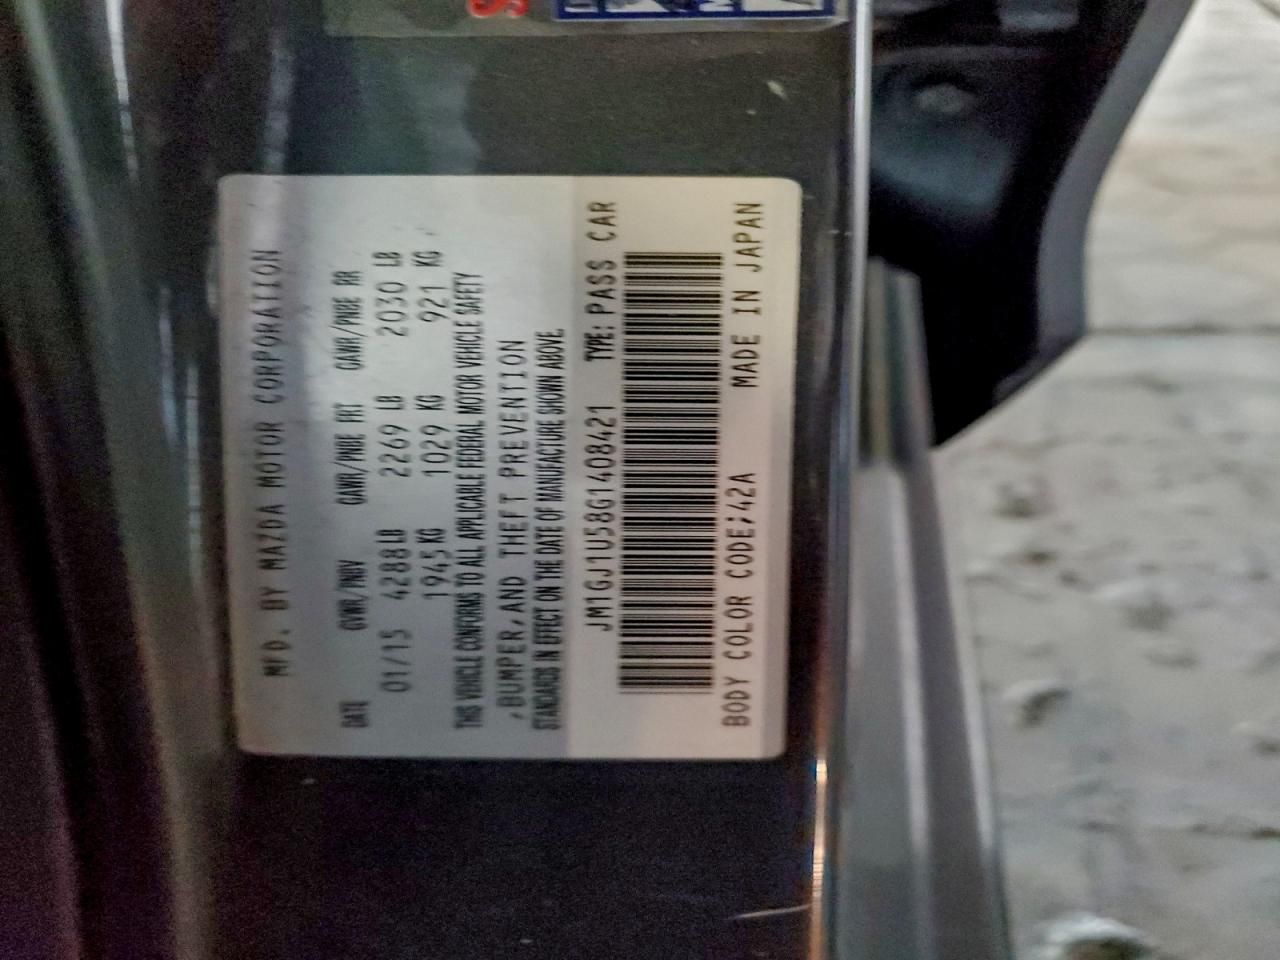 MFD. BY MAZDA MOTOR CORPORATION
DATE GVWR/PNBV GAWR/PNBE FRT GAWR/PNBE RR
01/15 4288LB 2269 LB 2030 LB
1945KG 1029 KG 921 KG
THIS VEHICLE CONFORMS TO ALL APPLICABLE FEDERAL MOTOR VEHICLE SAFETY
,BUMPER,AND THEFT PREVENTION
STANDARDS IN EFFECT ON THE DATE OF MANUFACTURE SHOWN ABOVE.
JM1GJ1U58G1408421 TYPE: PASS CAR
BODY COLOR CODE;42A MADE IN JAPAN